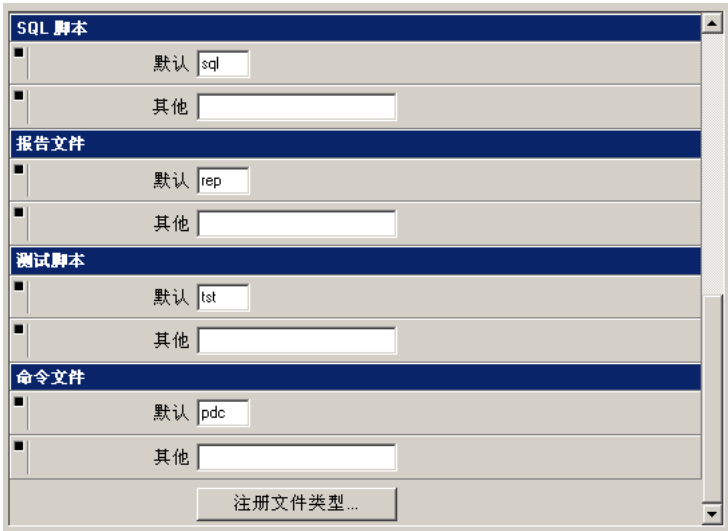 SQL 脚本
默认 sql
其他
报告文件
默认 rep
其他
测试脚本
默认 tst
其他
命令文件
默认 pdc
其他
注册文件类型...